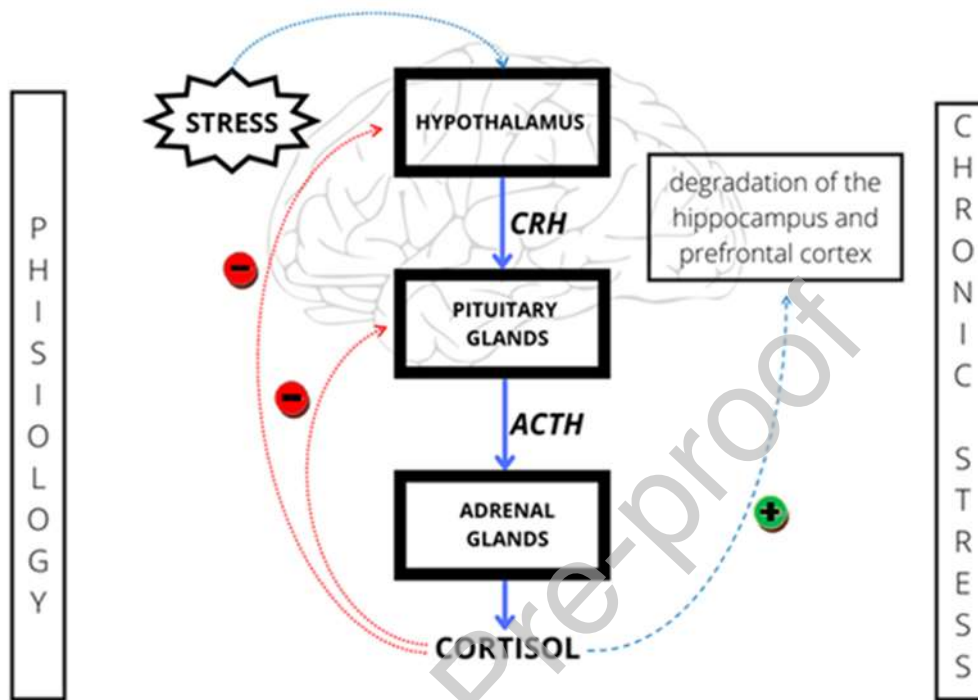 STRESS
HYPOTHALAMUS
CRH
degradation of the
hippocampus and
prefrontal cortex
PITUITARY
GLANDS
ACTH
ADRENAL
GLANDS
CORTISOL
PHISIOLOGY
CHRONIC STRESS
Pre-proof